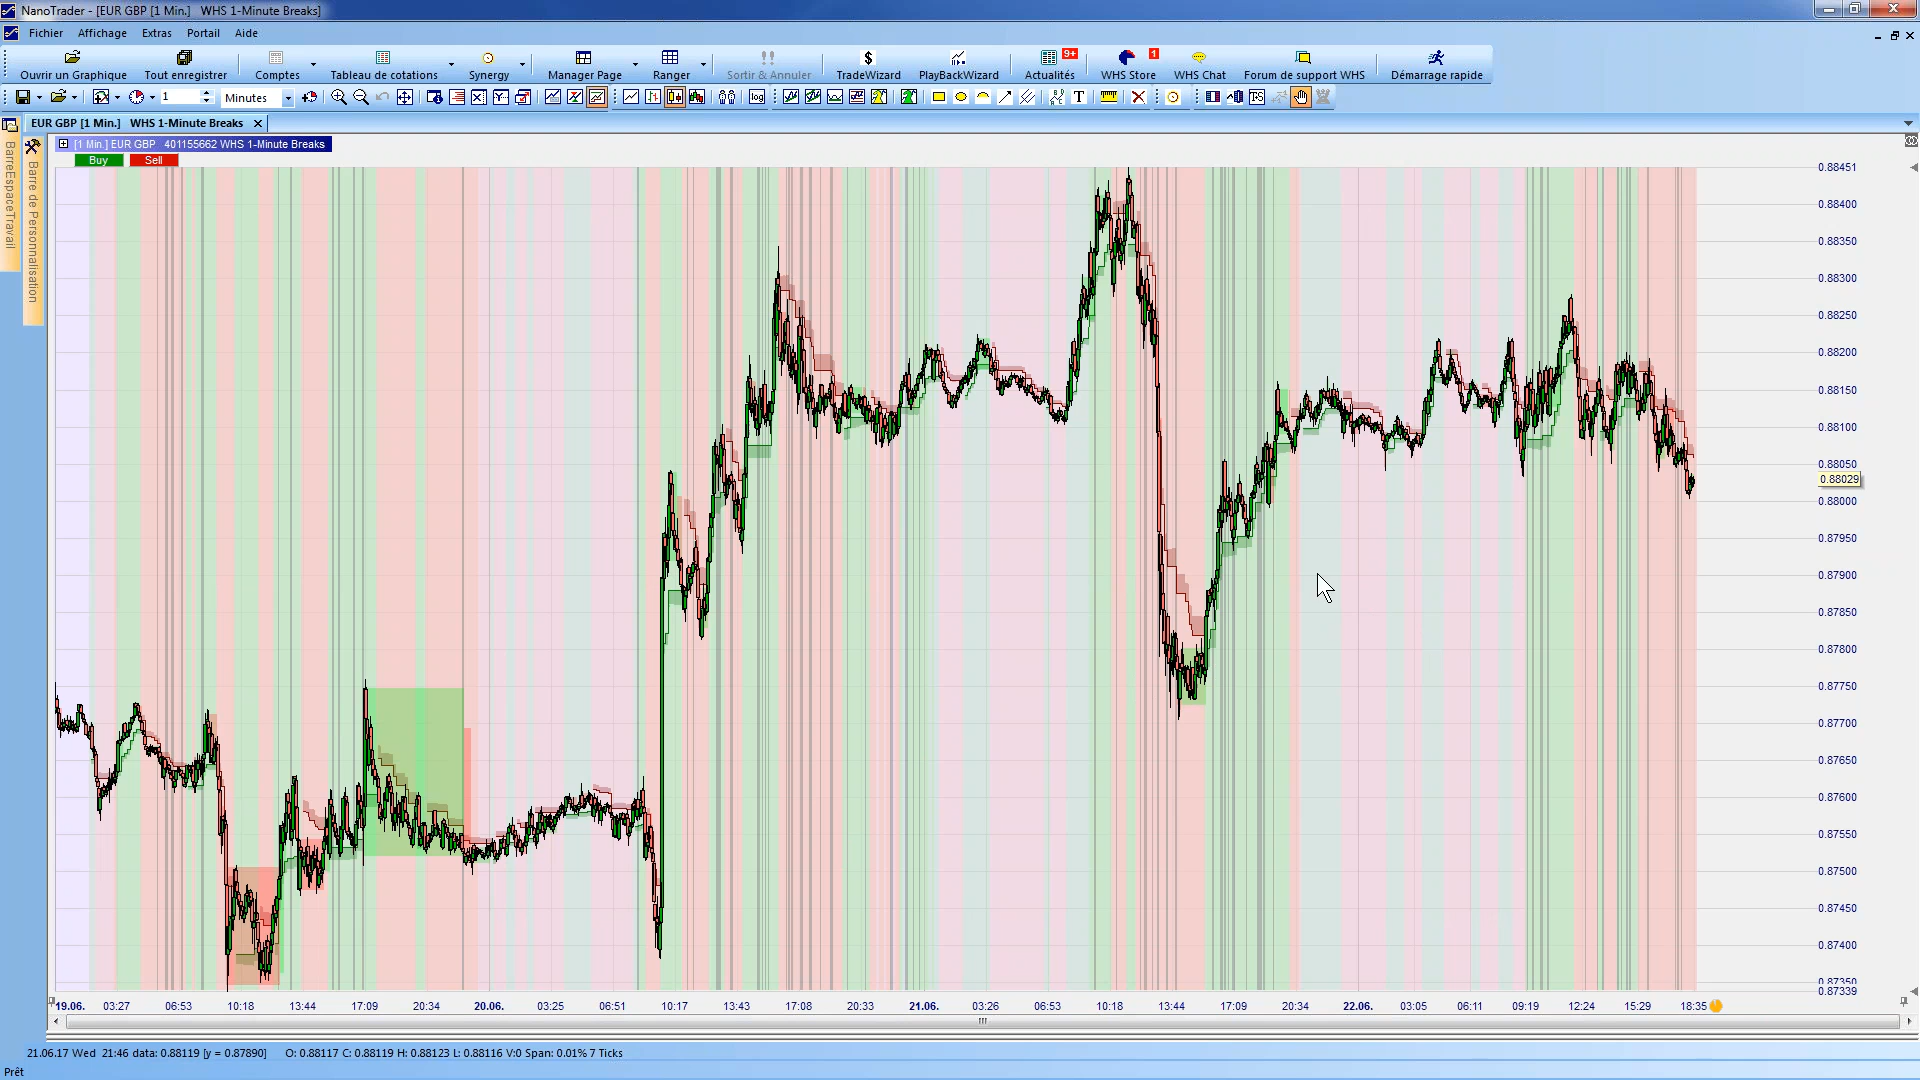 NanoTrader - [EUR GBP [1 Min.]   WHS 1-Minute Breaks]
Fichier Affichage Extras Portail Aide
Ouvrir un Graphique Tout enregistrer Comptes Tableau de cotations Synergy Manager Page Ranger Sortir & Annuler TradeWizard PlayBackWizard 9+ Actualités 1 WHS Store WHS Chat Forum de support WHS Démarrage rapide
1 Minutes log T
EUR GBP [1 Min.]   WHS 1-Minute Breaks
[1 Min.] EUR GBP   401155662 WHS 1-Minute Breaks
Buy Sell
BarreEspaceTravail
Barre de Personnalisation
0.88451
0.88400
0.88350
0.88300
0.88250
0.88200
0.88150
0.88100
0.88050
0.88029
0.88000
0.87950
0.87900
0.87850
0.87800
0.87750
0.87700
0.87650
0.87600
0.87550
0.87500
0.87450
0.87400
0.87350
0.87339
19.06. 03:27 06:53 10:18 13:44 17:09 20:34 20.06. 03:25 06:51 10:17 13:43 17:08 20:33 21.06. 03:26 06:53 10:18 13:44 17:09 20:34 22.06. 03:05 06:11 09:19 12:24 15:29 18:35
21.06.17 Wed  21:46 data: 0.88119 [y = 0.87890]   O: 0.88117 C: 0.88119 H: 0.88123 L: 0.88116 V:0 Span: 0.01% 7 Ticks
Prêt